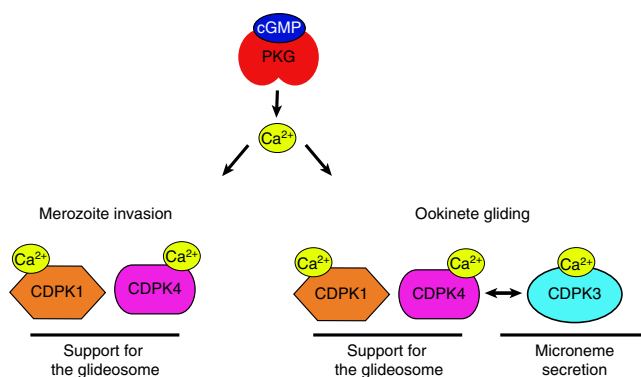 cGMP
PKG
Ca2+
Merozoite invasion
Ookinete gliding
Ca2+
Ca2+
CDPK1
CDPK4
Ca2+
Ca2+
Ca2+
CDPK1
CDPK4
CDPK3
Support for
the glideosome
Support for
the glideosome
Microneme
secretion